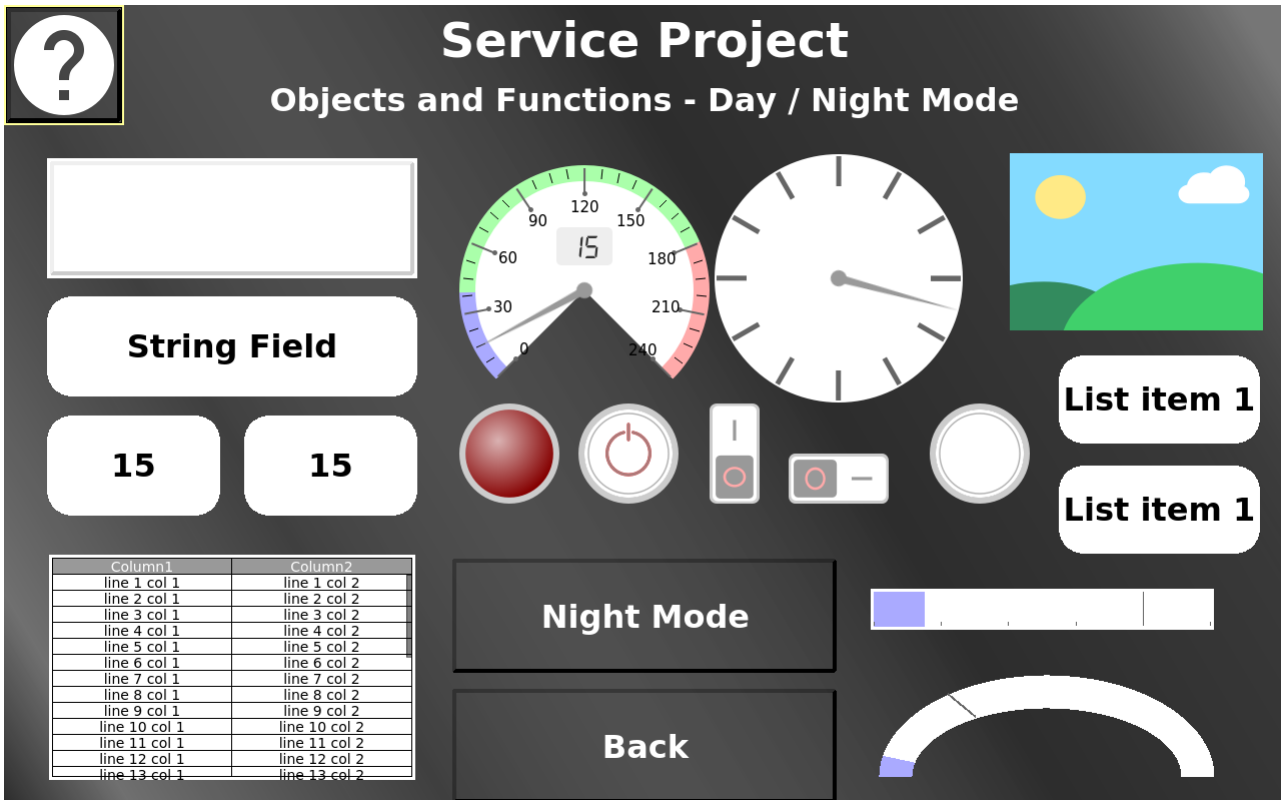 ?
Service Project
Objects and Functions - Day / Night Mode
String Field
15 15
0
30
60
90
120
150
180
210
240
15
List item 1
List item 1
Column1 Column2
line 1 col 1 line 1 col 2
line 2 col 1 line 2 col 2
line 3 col 1 line 3 col 2
line 4 col 1 line 4 col 2
line 5 col 1 line 5 col 2
line 6 col 1 line 6 col 2
line 7 col 1 line 7 col 2
line 8 col 1 line 8 col 2
line 9 col 1 line 9 col 2
line 10 col 1 line 10 col 2
line 11 col 1 line 11 col 2
line 12 col 1 line 12 col 2
line 13 col 1 line 13 col 2
Night Mode
Back